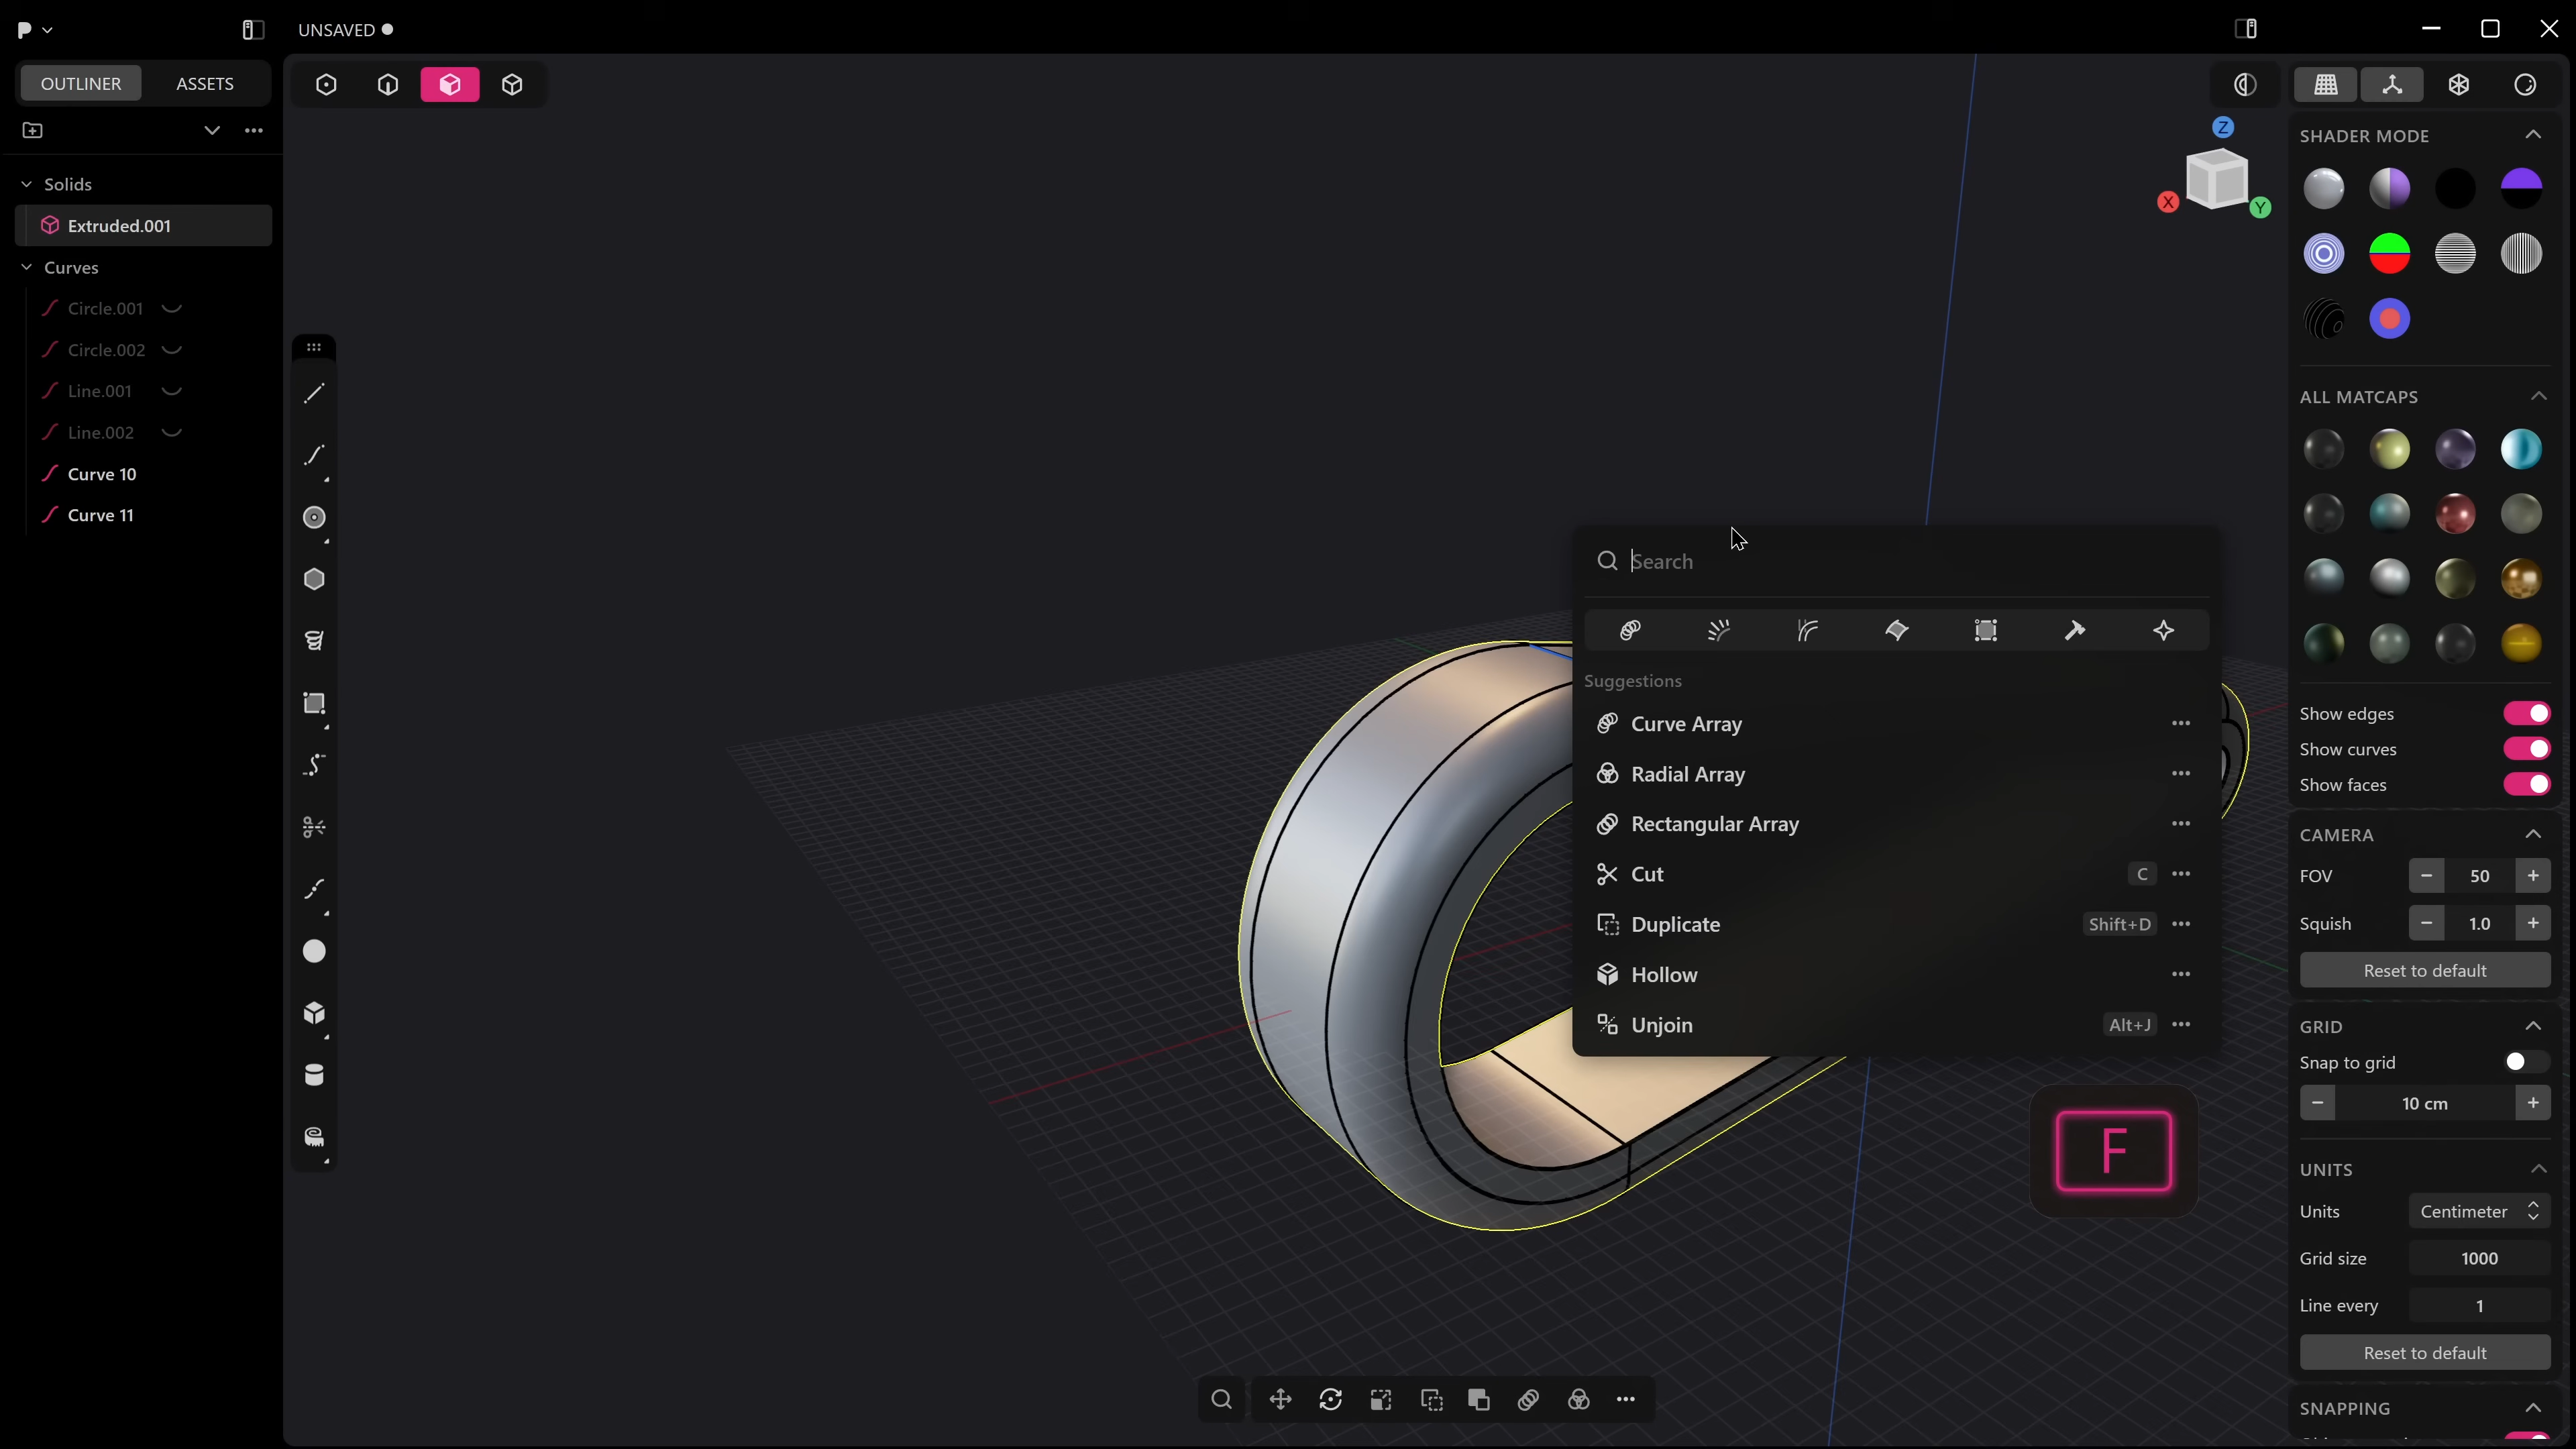 UNSAVED
OUTLINER
ASSETS
Solids
Extruded.001
Curves
Circle.001
Circle.002
Line.001
Line.002
Curve 10
Curve 11
Z
X
Y
Search
Suggestions
Curve Array
Radial Array
Rectangular Array
Cut C
Duplicate Shift+D
Hollow
Unjoin Alt+J
F
SHADER MODE
ALL MATCAPS
Show edges
Show curves
Show faces
CAMERA
FOV 50
Squish 1.0
Reset to default
GRID
Snap to grid
10 cm
UNITS
Units Centimeter
Grid size 1000
Line every 1
Reset to default
SNAPPING